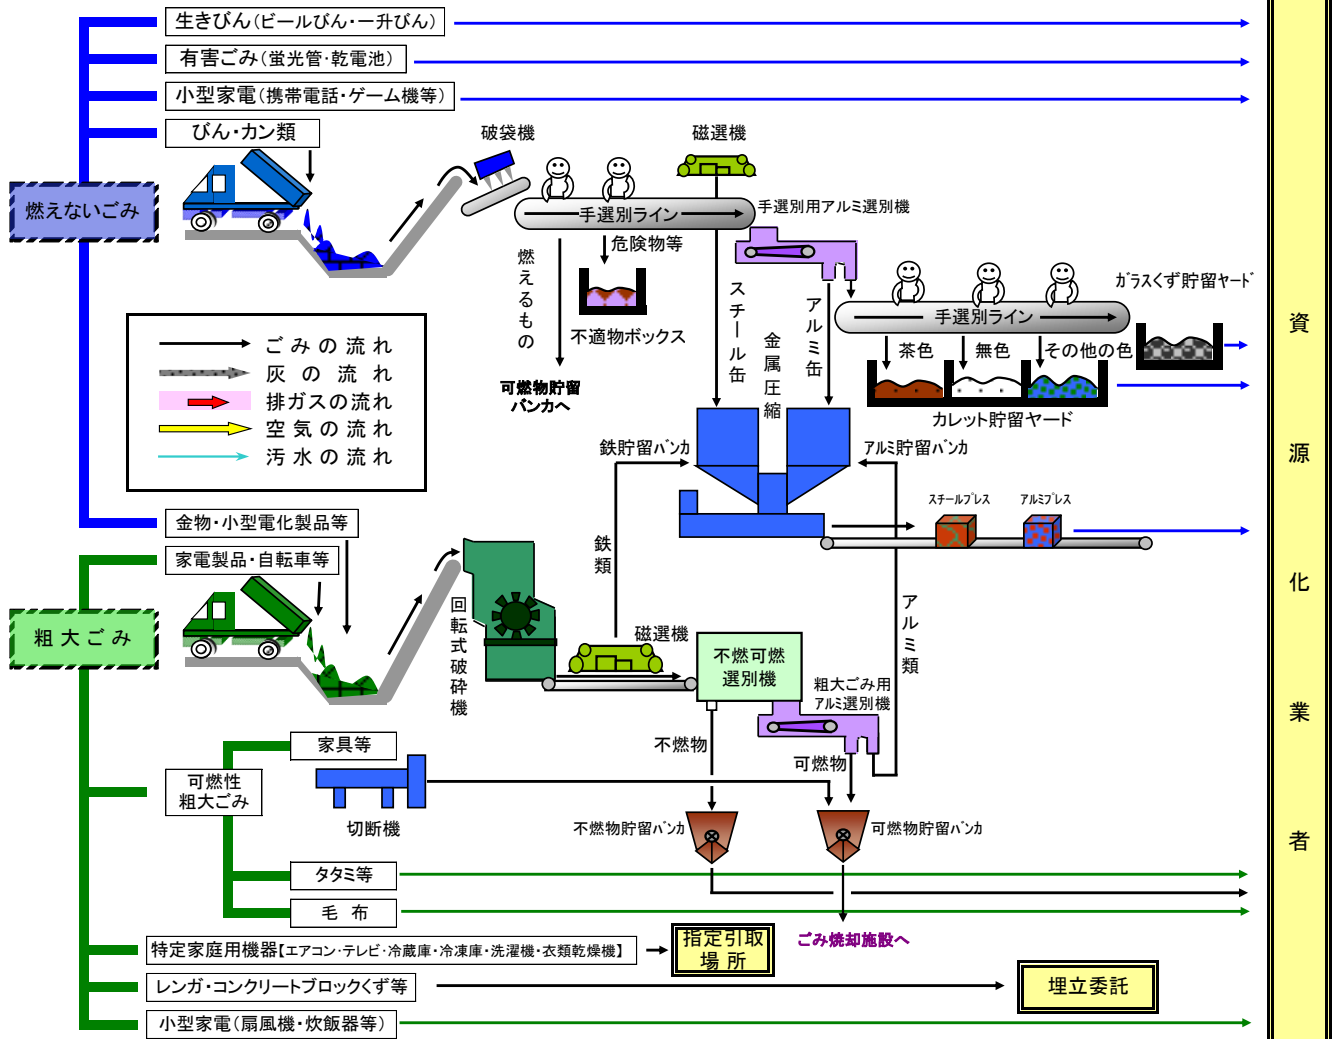 生きびん(ビールびん・一升びん)
有害ごみ(蛍光管・乾電池)
小型家電(携帯電話・ゲーム機等)
びん・カン類
破袋機
磁選機
燃えないごみ
手選別ライン
手選別用アルミ選別機
危険物等
燃えるもの
不適物ボックス
可燃物貯留
バンカへ
スチール缶
金属圧縮
アルミ缶
手選別ライン
ガラスくず貯留ヤード
茶色
無色
その他の色
カレット貯留ヤード
ごみの流れ
灰の流れ
排ガスの流れ
空気の流れ
汚水の流れ
鉄貯留バンカ
アルミ貯留バンカ
スチールプレス
アルミプレス
金物・小型電化製品等
家電製品・自転車等
粗大ごみ
回転式破砕機
鉄類
磁選機
不燃可燃
選別機
粗大ごみ用
アルミ選別機
アルミ類
不燃物
可燃物
家具等
可燃性
粗大ごみ
切断機
不燃物貯留バンカ
可燃物貯留バンカ
タタミ等
毛布
特定家庭用機器【エアコン・テレビ・冷蔵庫・冷凍庫・洗濯機・衣類乾燥機】
指定引取
場所
ごみ焼却施設へ
レンガ・コンクリートブロックくず等
埋立委託
小型家電(扇風機・炊飯器等)
資源化業者